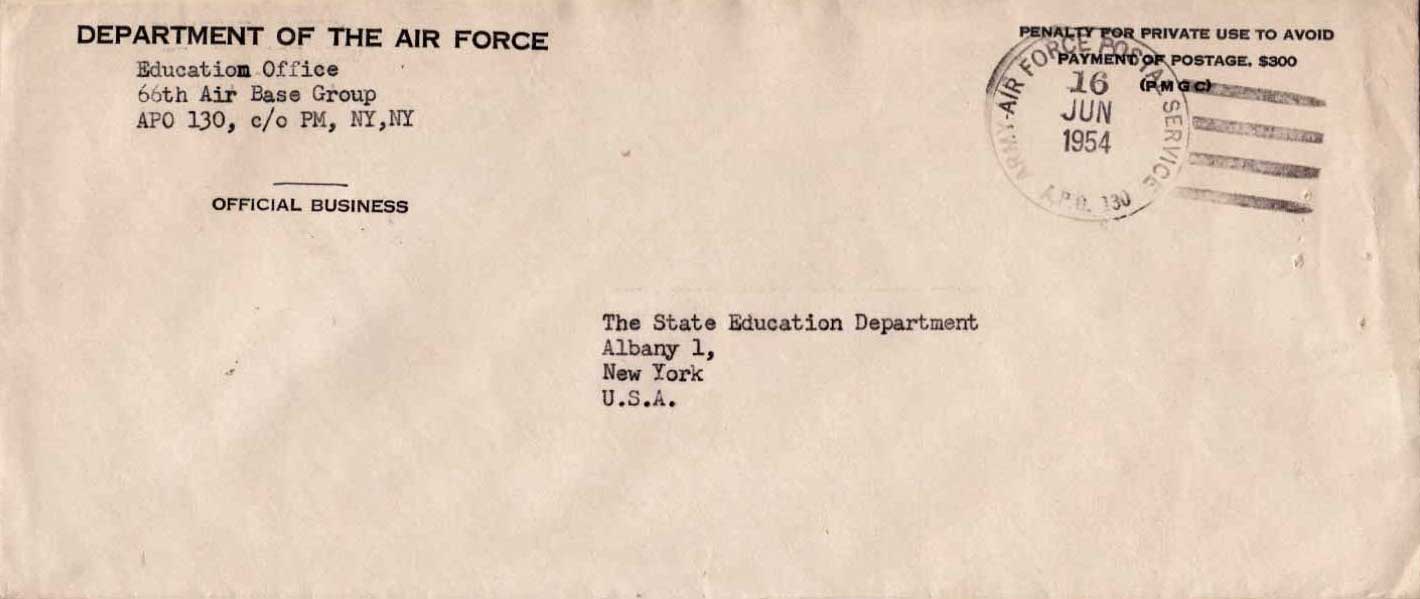 DEPARTMENT OF THE AIR FORCE
Education Office
66th Air Base Group
APO 130, c/o PM, NY,NY
OFFICIAL BUSINESS
PENALTY FOR PRIVATE USE TO AVOID
PAYMENT OF POSTAGE, $300
(PMGC)
ARMY-AIR FORCE POSTAL SERVICE
16
JUN
1954
A.P.O. 130
The State Education Department
Albany 1,
New York
U.S.A.